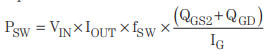 P_SW = V_IN × I_OUT × f_SW × (Q_GS2 + Q_GD) / I_G